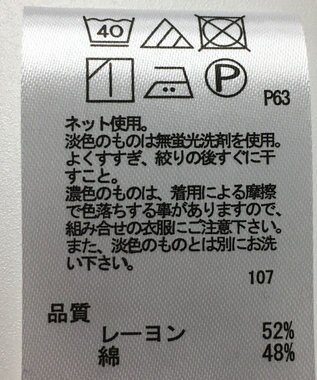 40
P
P63
ネット使用。
淡色のものは無蛍光洗剤を使用。
よくすすぎ、絞りの後すぐに干
すこと。
濃色のものは、着用による摩擦
で色落ちする事がありますので、
組み合せの衣服にご注意下さい。
また、淡色のものとは別にお洗
い下さい。
107
品質
レーヨン 52%
綿 48%